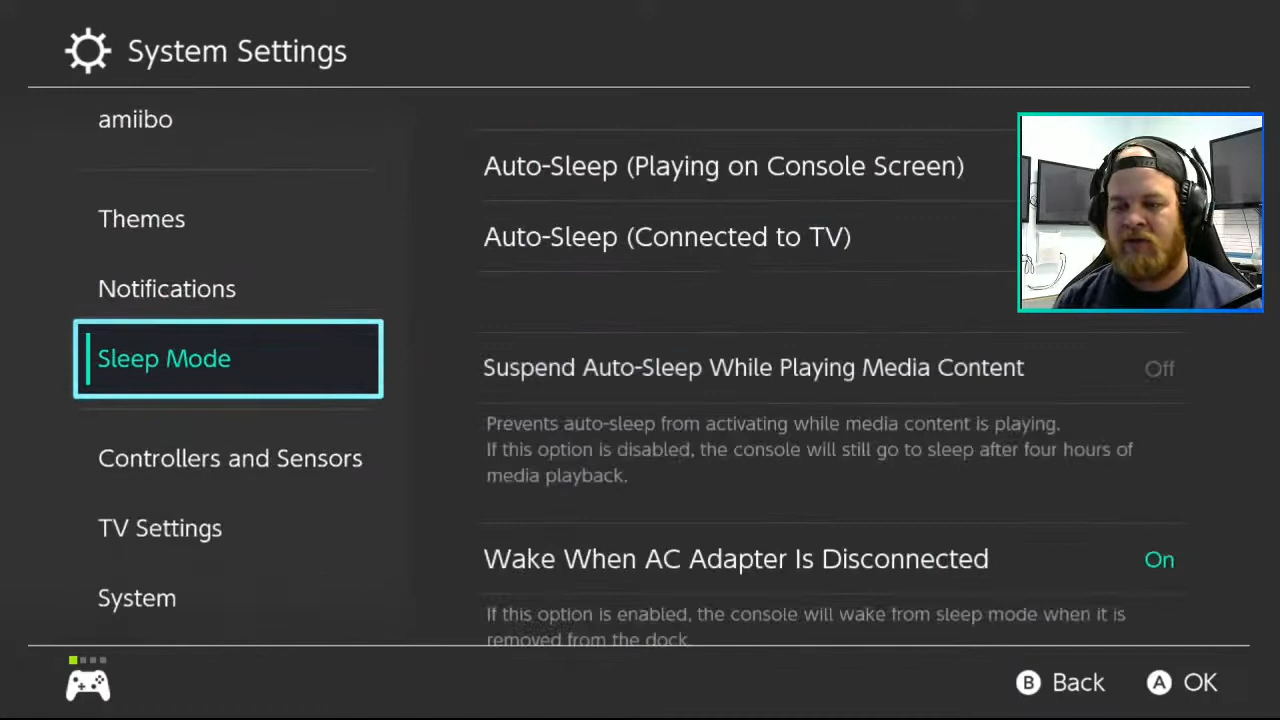 System Settings
amiibo
Themes
Notifications
Sleep Mode
Controllers and Sensors
TV Settings
System
Auto-Sleep (Playing on Console Screen)
Auto-Sleep (Connected to TV)
Suspend Auto-Sleep While Playing Media Content Off
Prevents auto-sleep from activating while media content is playing.
If this option is disabled, the console will still go to sleep after four hours of
media playback.
Wake When AC Adapter Is Disconnected On
If this option is enabled, the console will wake from sleep mode when it is
removed from the dock.
B Back A OK